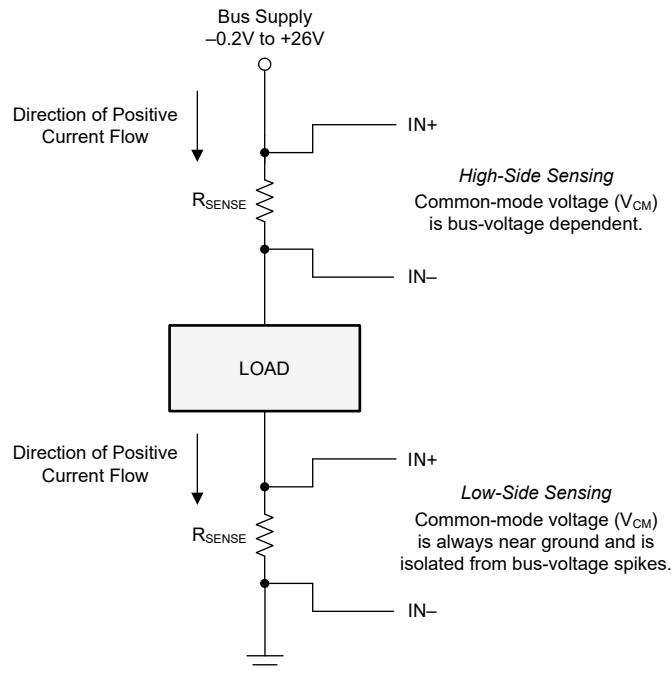 Bus Supply
–0.2V to +26V
Direction of Positive
Current Flow
IN+
RSENSE
High-Side Sensing
Common-mode voltage (VCM)
is bus-voltage dependent.
IN–
LOAD
Direction of Positive
Current Flow
IN+
RSENSE
Low-Side Sensing
Common-mode voltage (VCM)
is always near ground and is
isolated from bus-voltage spikes.
IN–